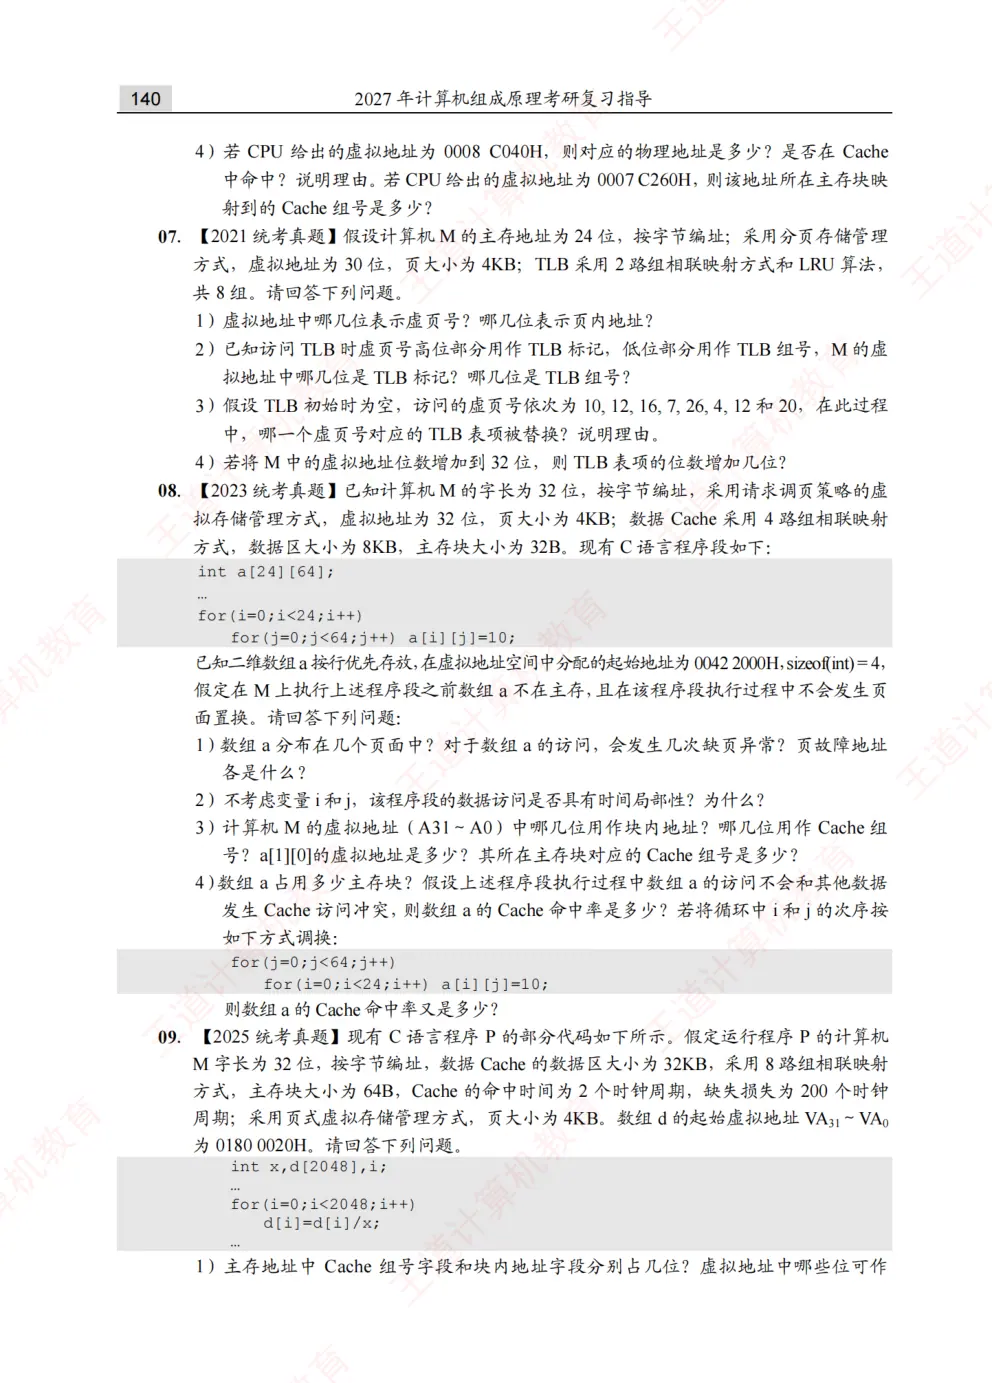 140
2027 年计算机组成原理考研复习指导
4）若 CPU 给出的虚拟地址为 0008 C040H，则对应的物理地址是多少？是否在 Cache
中命中？说明理由。若 CPU 给出的虚拟地址为 0007 C260H，则该地址所在主存块映
射到的 Cache 组号是多少？
07. 【2021 统考真题】假设计算机 M 的主存地址为 24 位，按字节编址；采用分页存储管理
方式，虚拟地址为 30 位，页大小为 4KB；TLB 采用 2 路组相联映射方式和 LRU 算法，
共 8 组。请回答下列问题。
1）虚拟地址中哪几位表示虚页号？哪几位表示页内地址？
2）已知访问 TLB 时虚页号高位部分用作 TLB 标记，低位部分用作 TLB 组号，M 的虚
拟地址中哪几位是 TLB 标记？哪几位是 TLB 组号？
3）假设 TLB 初始时为空，访问的虚页号依次为 10, 12, 16, 7, 26, 4, 12 和 20，在此过程
中，哪一个虚页号对应的 TLB 表项被替换？说明理由。
4）若将 M 中的虚拟地址位数增加到 32 位，则 TLB 表项的位数增加几位？
08. 【2023 统考真题】已知计算机 M 的字长为 32 位，按字节编址，采用请求调页策略的虚
拟存储管理方式，虚拟地址为 32 位，页大小为 4KB；数据 Cache 采用 4 路组相联映射
方式，数据区大小为 8KB，主存块大小为 32B。现有 C 语言程序段如下：
int a[24][64];
…
for(i=0;i<24;i++)
for(j=0;j<64;j++) a[i][j]=10;
已知二维数组 a 按行优先存放，在虚拟地址空间中分配的起始地址为 0042 2000H，sizeof(int) = 4，
假定在 M 上执行上述程序段之前数组 a 不在主存，且在该程序段执行过程中不会发生页
面置换。请回答下列问题：
1）数组 a 分布在几个页面中？对于数组 a 的访问，会发生几次缺页异常？页故障地址
各是什么？
2）不考虑变量 i 和 j，该程序段的数据访问是否具有时间局部性？为什么？
3）计算机 M 的虚拟地址（A31～A0）中哪几位用作块内地址？哪几位用作 Cache 组
号？a[1][0]的虚拟地址是多少？其所在主存块对应的 Cache 组号是多少？
4）数组 a 占用多少主存块？假设上述程序段执行过程中数组 a 的访问不会和其他数据
发生 Cache 访问冲突，则数组 a 的 Cache 命中率是多少？若将循环中 i 和 j 的次序按
如下方式调换：
for(j=0;j<64;j++)
for(i=0;i<24;i++) a[i][j]=10;
则数组 a 的 Cache 命中率又是多少？
09. 【2025 统考真题】现有 C 语言程序 P 的部分代码如下所示。假定运行程序 P 的计算机
M 字长为 32 位，按字节编址，数据 Cache 的数据区大小为 32KB，采用 8 路组相联映射
方式，主存块大小为 64B，Cache 的命中时间为 2 个时钟周期，缺失损失为 200 个时钟
周期；采用页式虚拟存储管理方式，页大小为 4KB。数组 d 的起始虚拟地址 VA₃₁～VA₀
为 0180 0020H。请回答下列问题。
int x,d[2048],i;
…
for(i=0;i<2048;i++)
d[i]=d[i]/x;
…
1）主存地址中 Cache 组号字段和块内地址字段分别占几位？虚拟地址中哪些位可作